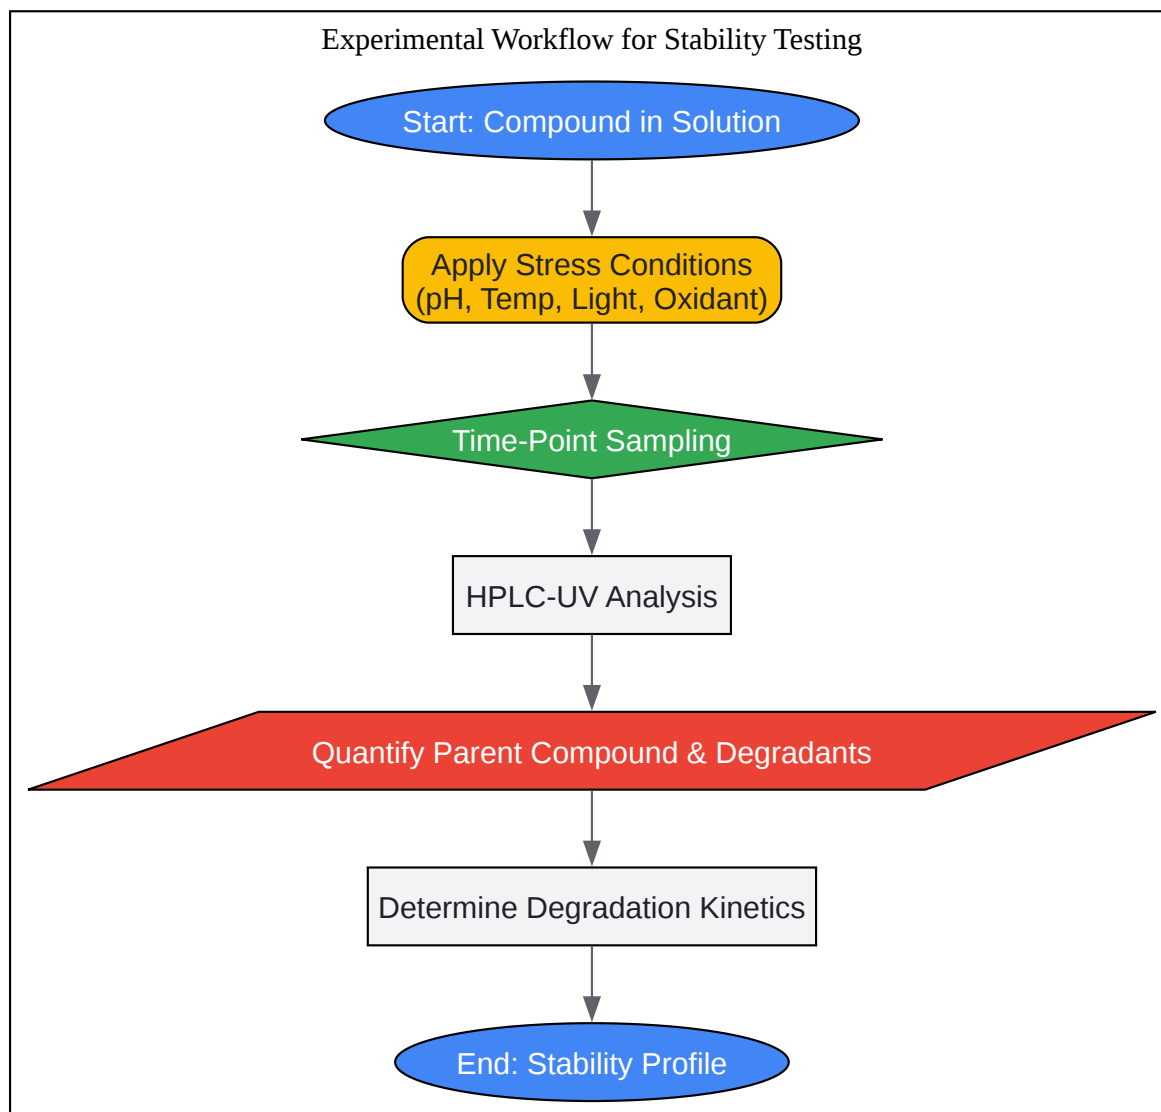 Experimental Workflow for Stability Testing
Start: Compound in Solution
Apply Stress Conditions
(pH, Temp, Light, Oxidant)
Time-Point Sampling
HPLC-UV Analysis
Quantify Parent Compound & Degradants
Determine Degradation Kinetics
End: Stability Profile